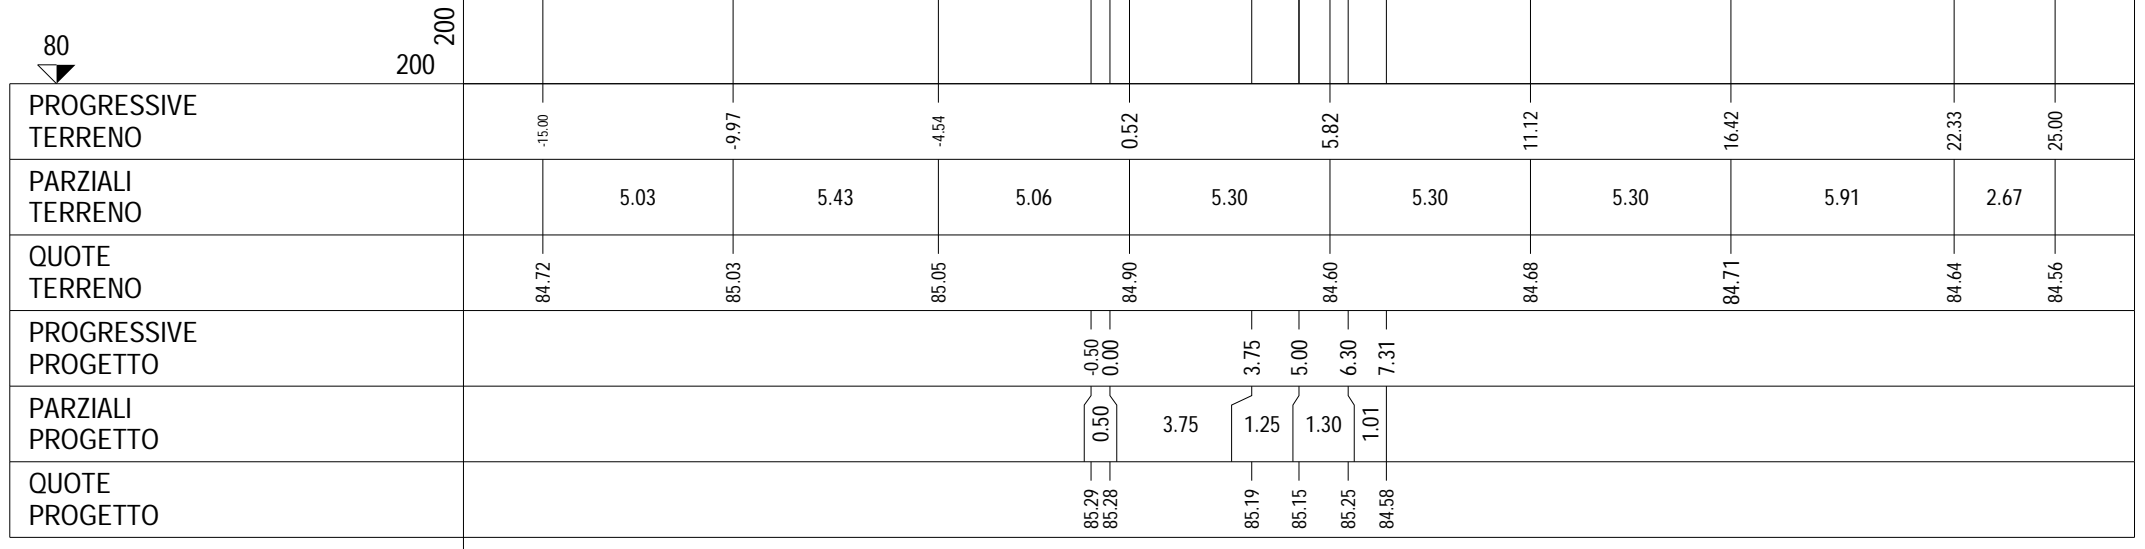 200
80
200
PROGRESSIVE
TERRENO
-15.00 -9.97 -4.54 0.52 5.82 11.12 16.42 22.33 25.00
PARZIALI
TERRENO
5.03 5.43 5.06 5.30 5.30 5.30 5.91 2.67
QUOTE
TERRENO
84.72 85.03 85.05 84.90 84.60 84.68 84.71 84.64 84.56
PROGRESSIVE
PROGETTO
-0.50 0.00 3.75 5.00 6.30 7.31
PARZIALI
PROGETTO
0.50 3.75 1.25 1.30 1.01
QUOTE
PROGETTO
85.29 85.28 85.19 85.15 85.25 84.58